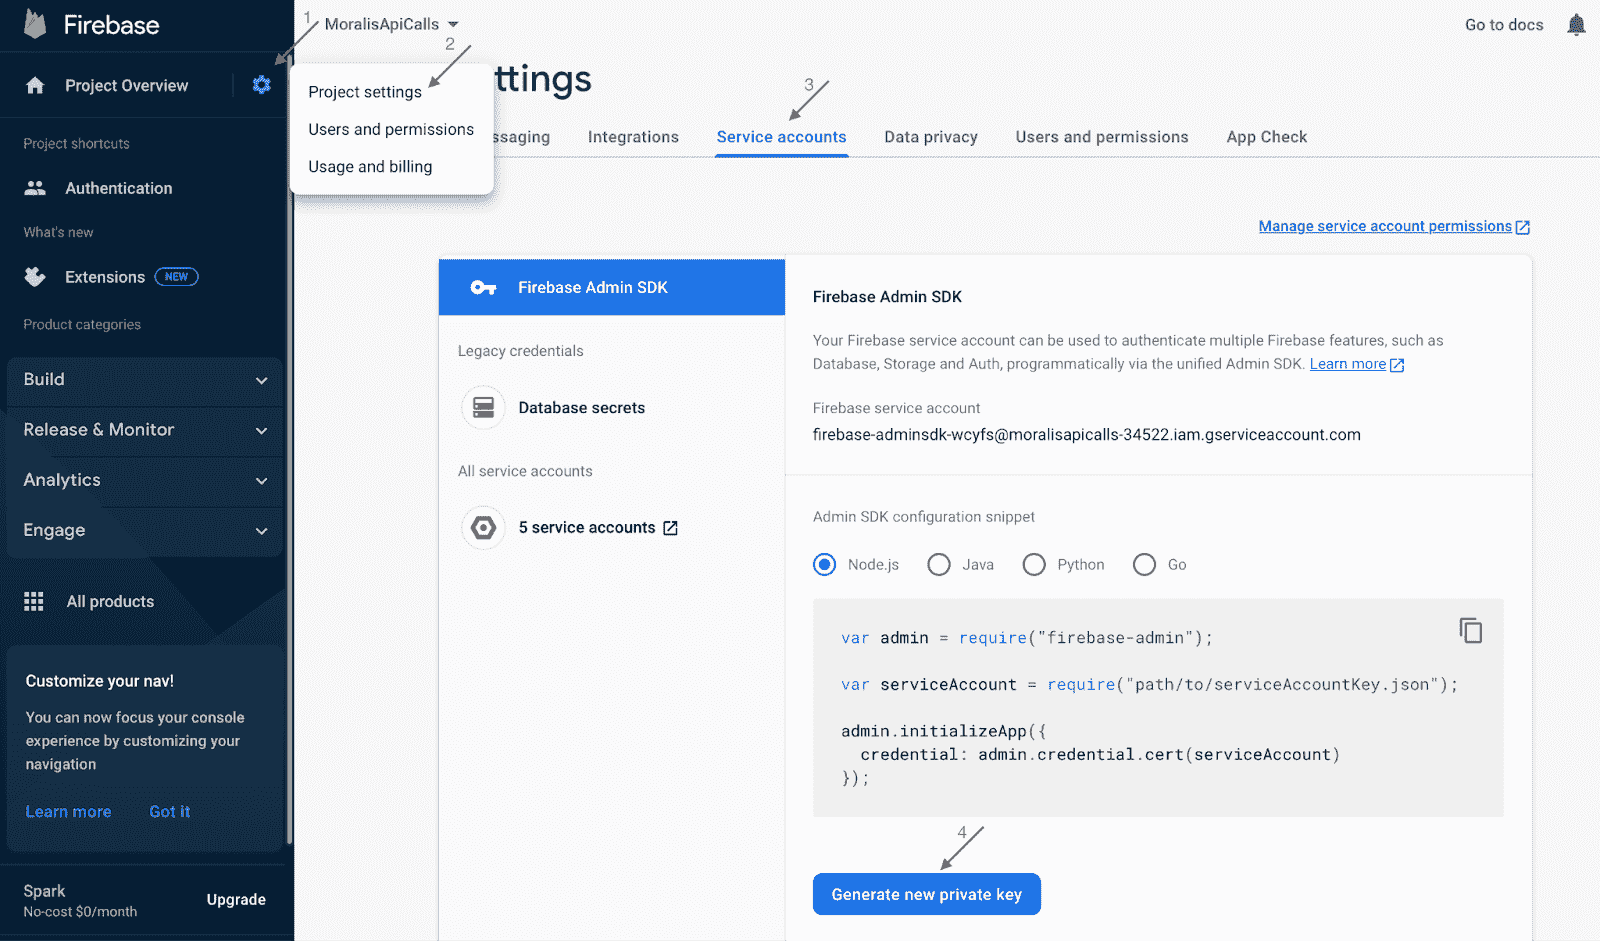 Firebase
1
MoralisApiCalls
2
Go to docs
Project Overview
Project settings
Users and permissions
Usage and billing
ttings
3
ssaging
Integrations
Service accounts
Data privacy
Users and permissions
App Check
Project shortcuts
Authentication
What's new
Extensions
NEW
Product categories
Build
Release & Monitor
Analytics
Engage
All products
Customize your nav!
You can now focus your console
experience by customizing your
navigation
Learn more
Got it
Spark
No-cost $0/month
Upgrade
Manage service account permissions
Firebase Admin SDK
Legacy credentials
Database secrets
All service accounts
5 service accounts
Firebase Admin SDK
Your Firebase service account can be used to authenticate multiple Firebase features, such as
Database, Storage and Auth, programmatically via the unified Admin SDK. Learn more
Firebase service account
firebase-adminsdk-wcyfs@moralisapicalls-34522.iam.gserviceaccount.com
Admin SDK configuration snippet
Node.js
Java
Python
Go
var admin = require("firebase-admin");
var serviceAccount = require("path/to/serviceAccountKey.json");
admin.initializeApp({
  credential: admin.credential.cert(serviceAccount)
});
4
Generate new private key